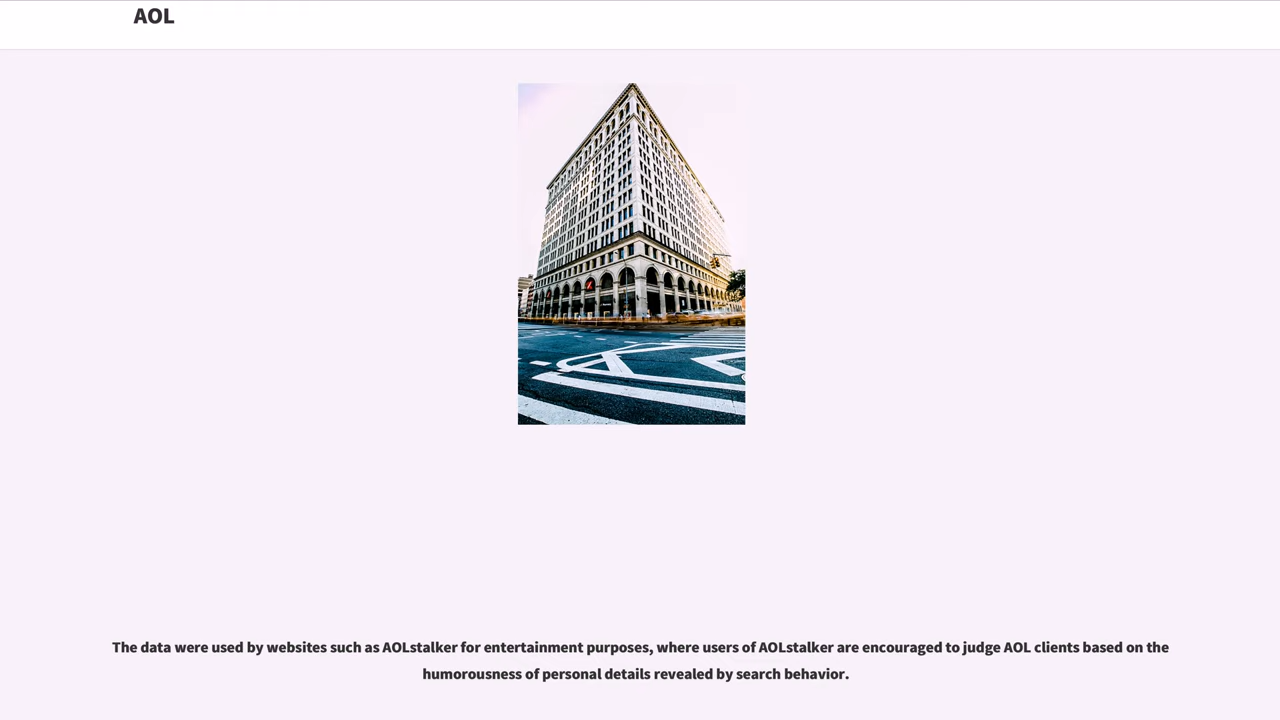 AOL
The data were used by websites such as AOLstalker for entertainment purposes, where users of AOLstalker are encouraged to judge AOL clients based on the
humorousness of personal details revealed by search behavior.